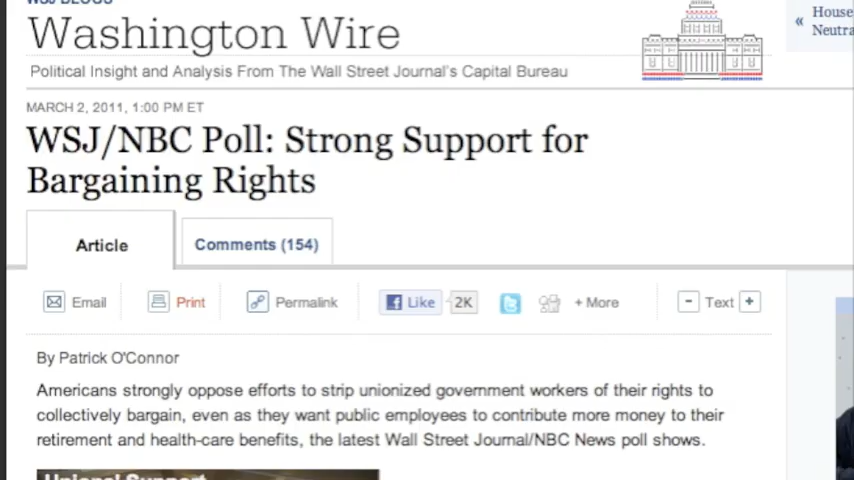 WSJ BLOGS
Washington Wire
Political Insight and Analysis From The Wall Street Journal's Capital Bureau
« House
MARCH 2, 2011, 1:00 PM ET
WSJ/NBC Poll: Strong Support for
Bargaining Rights
Article
Comments (154)
Email
Print
Permalink
Like
2K
+ More
- Text +
By Patrick O'Connor
Americans strongly oppose efforts to strip unionized government workers of their rights to
collectively bargain, even as they want public employees to contribute more money to their
retirement and health-care benefits, the latest Wall Street Journal/NBC News poll shows.
Unions' Support